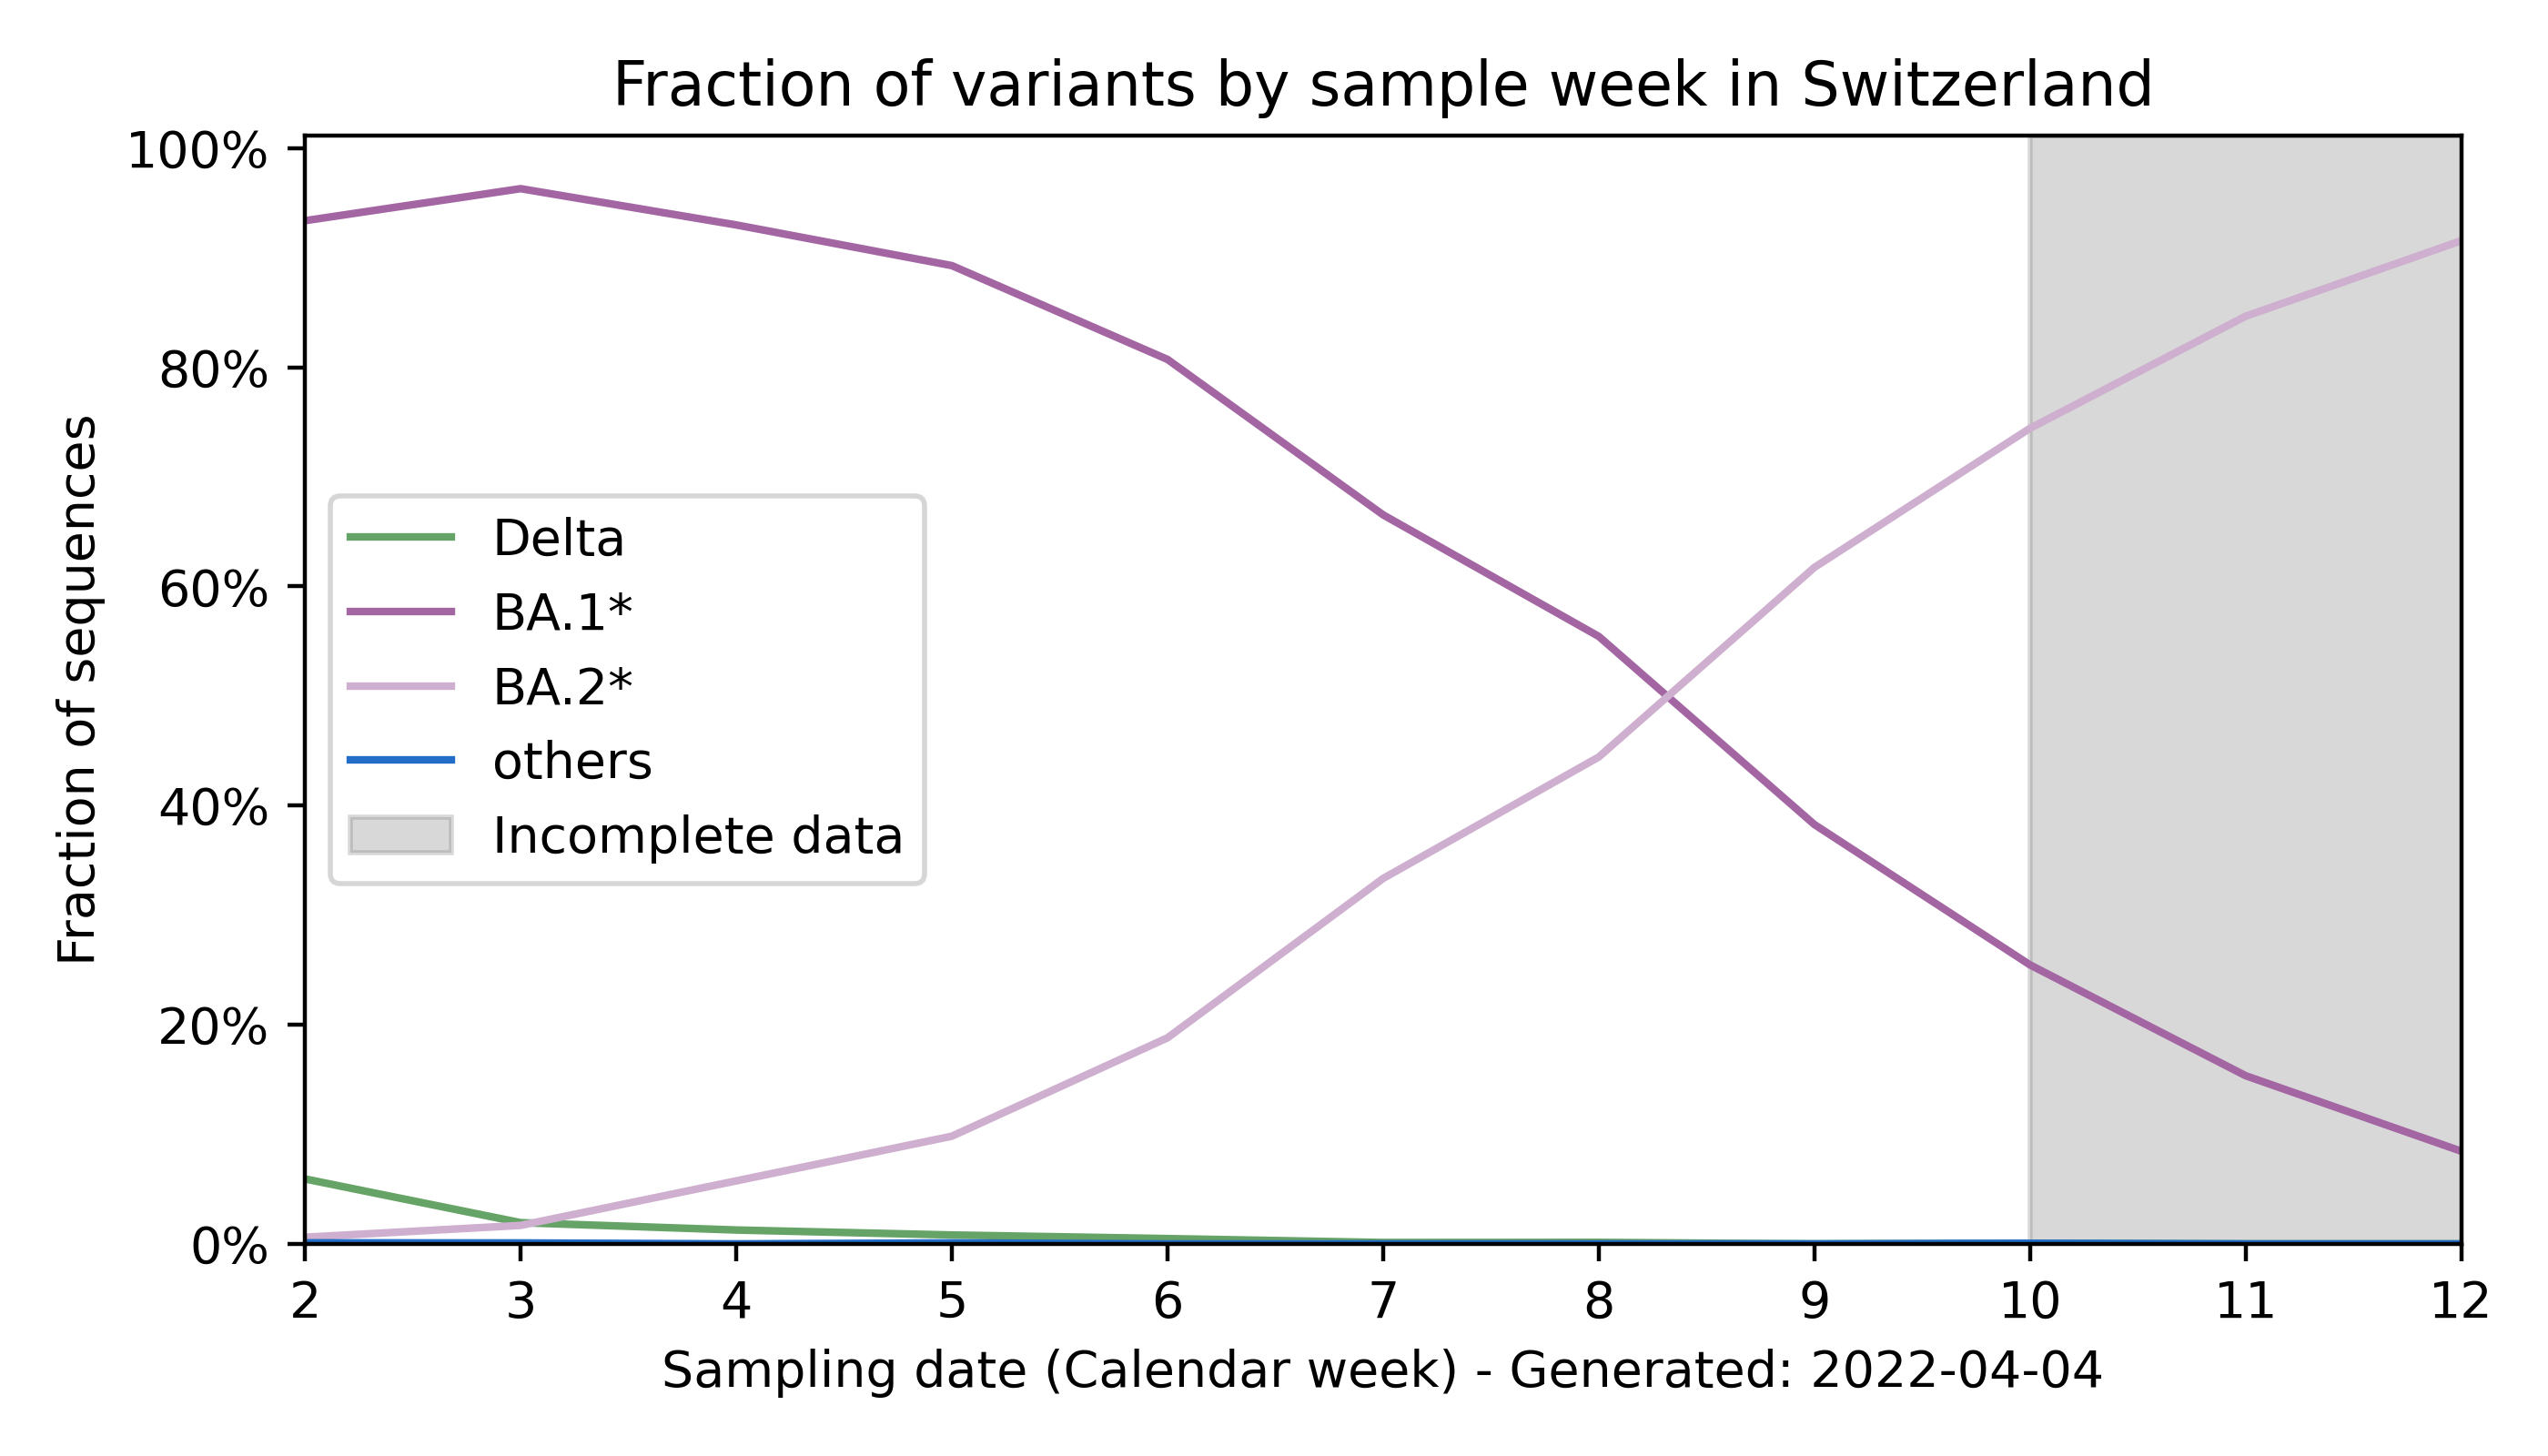 Fraction of variants by sample week in Switzerland
100%
80%
60%
40%
20%
0%
Fraction of sequences
Delta
BA.1*
BA.2*
others
Incomplete data
2 3 4 5 6 7 8 9 10 11 12
Sampling date (Calendar week) - Generated: 2022-04-04